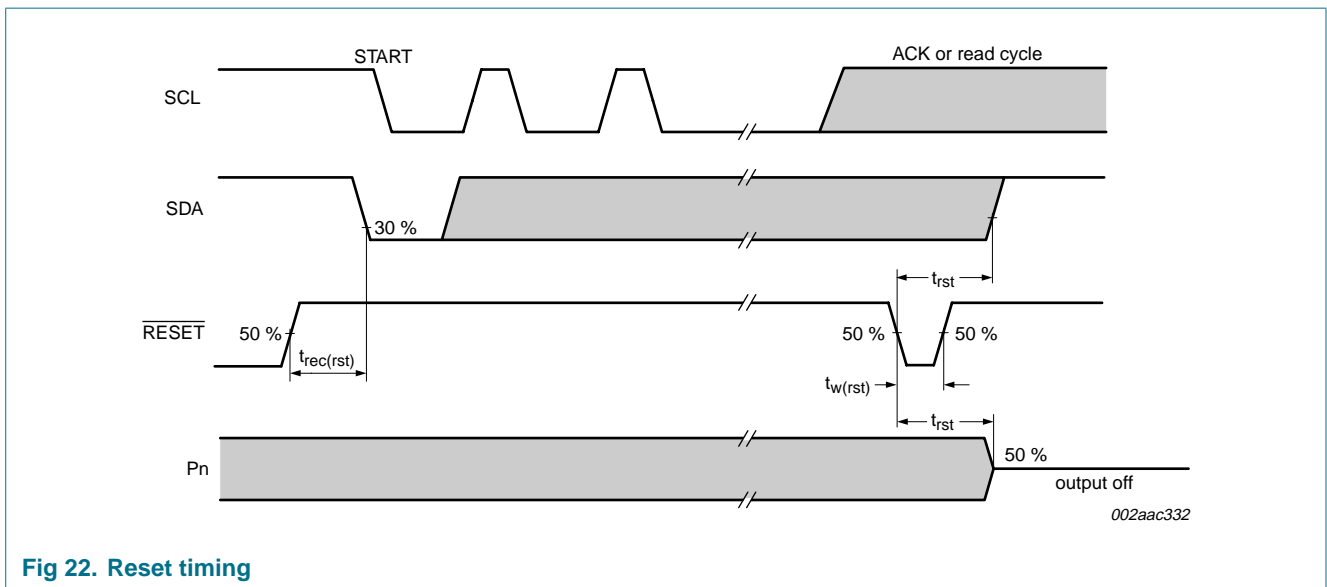 START
ACK or read cycle
SCL
SDA
30 %
t_rst
RESET
50 %
50 %
50 %
t_rec(rst)
t_w(rst)
t_rst
Pn
50 %
output off
002aac332
Fig 22. Reset timing